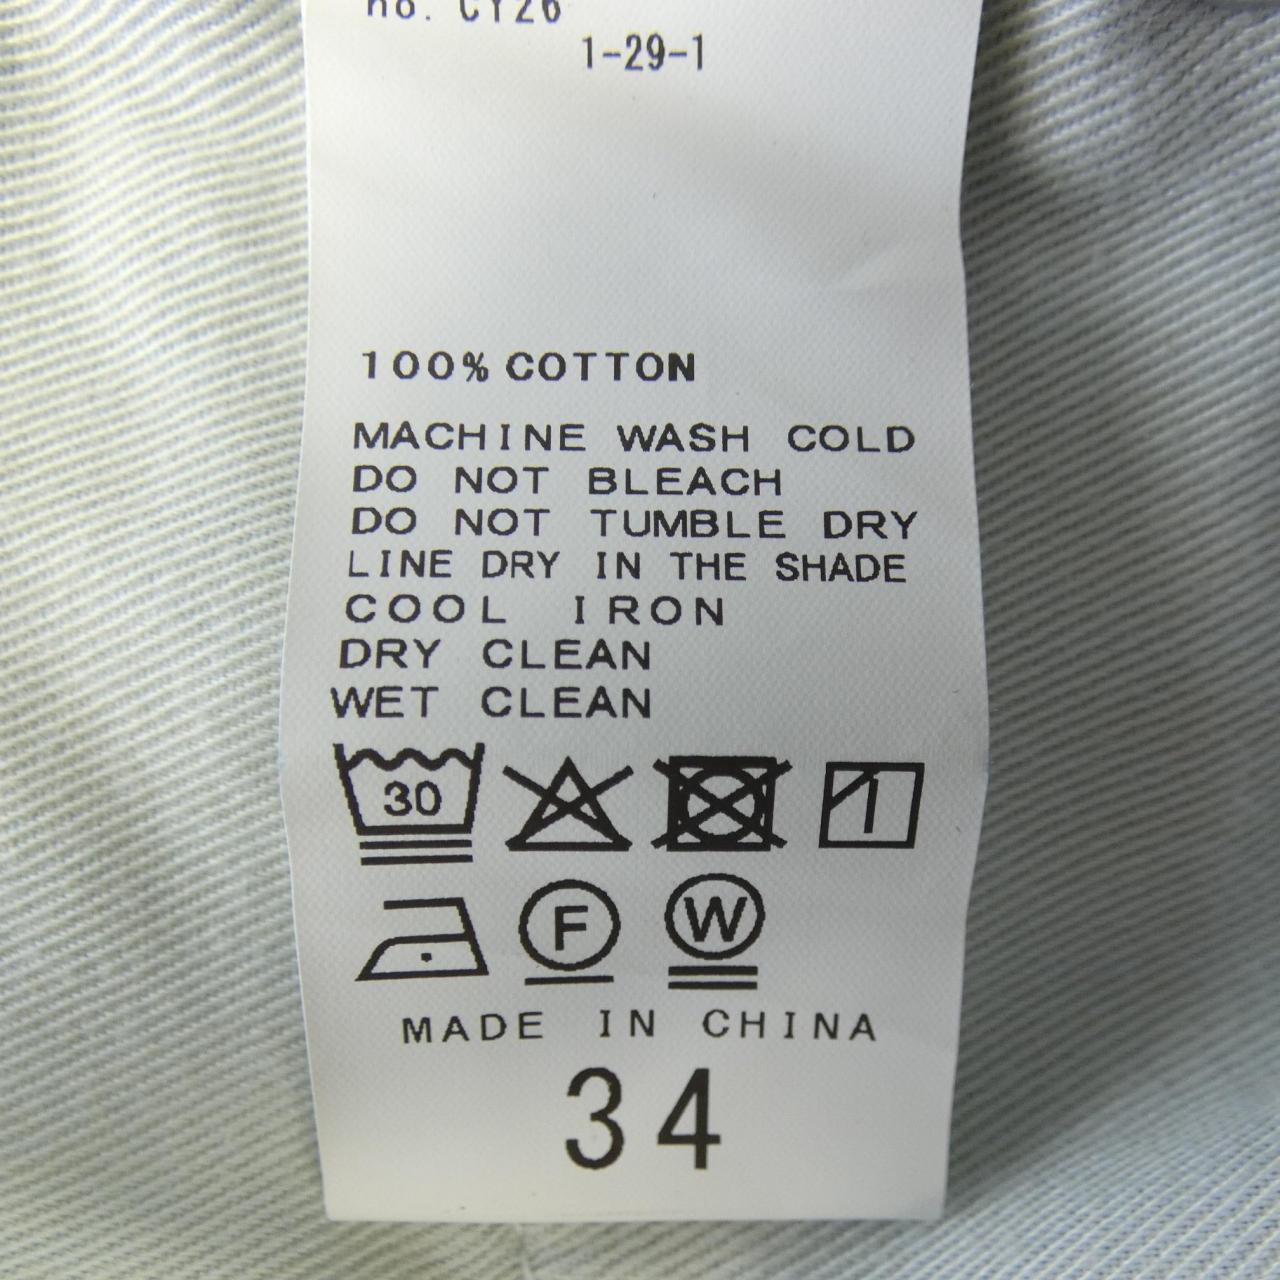 no. CY26
1-29-1
100% COTTON
MACHINE WASH COLD
DO NOT BLEACH
DO NOT TUMBLE DRY
LINE DRY IN THE SHADE
COOL IRON
DRY CLEAN
WET CLEAN
30
F W
MADE IN CHINA
34